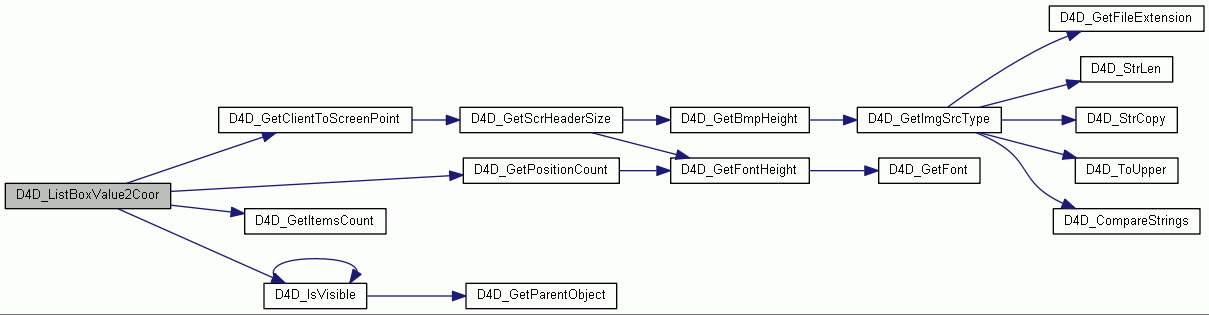 D4D_GetFileExtension
D4D_StrLen
D4D_GetClientToScreenPoint
D4D_GetScrHeaderSize
D4D_GetBmpHeight
D4D_GetImgSrcType
D4D_StrCopy
D4D_GetPositionCount
D4D_GetFontHeight
D4D_GetFont
D4D_ToUpper
D4D_ListBoxValue2Coor
D4D_GetItemsCount
D4D_CompareStrings
D4D_IsVisible
D4D_GetParentObject